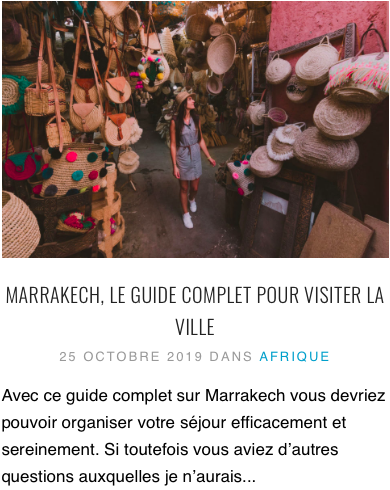 MARRAKECH, LE GUIDE COMPLET POUR VISITER LA
VILLE
25 OCTOBRE 2019 DANS AFRIQUE
Avec ce guide complet sur Marrakech vous devriez
pouvoir organiser votre séjour efficacement et
sereinement. Si toutefois vous aviez d’autres
questions auxquelles je n’aurais...